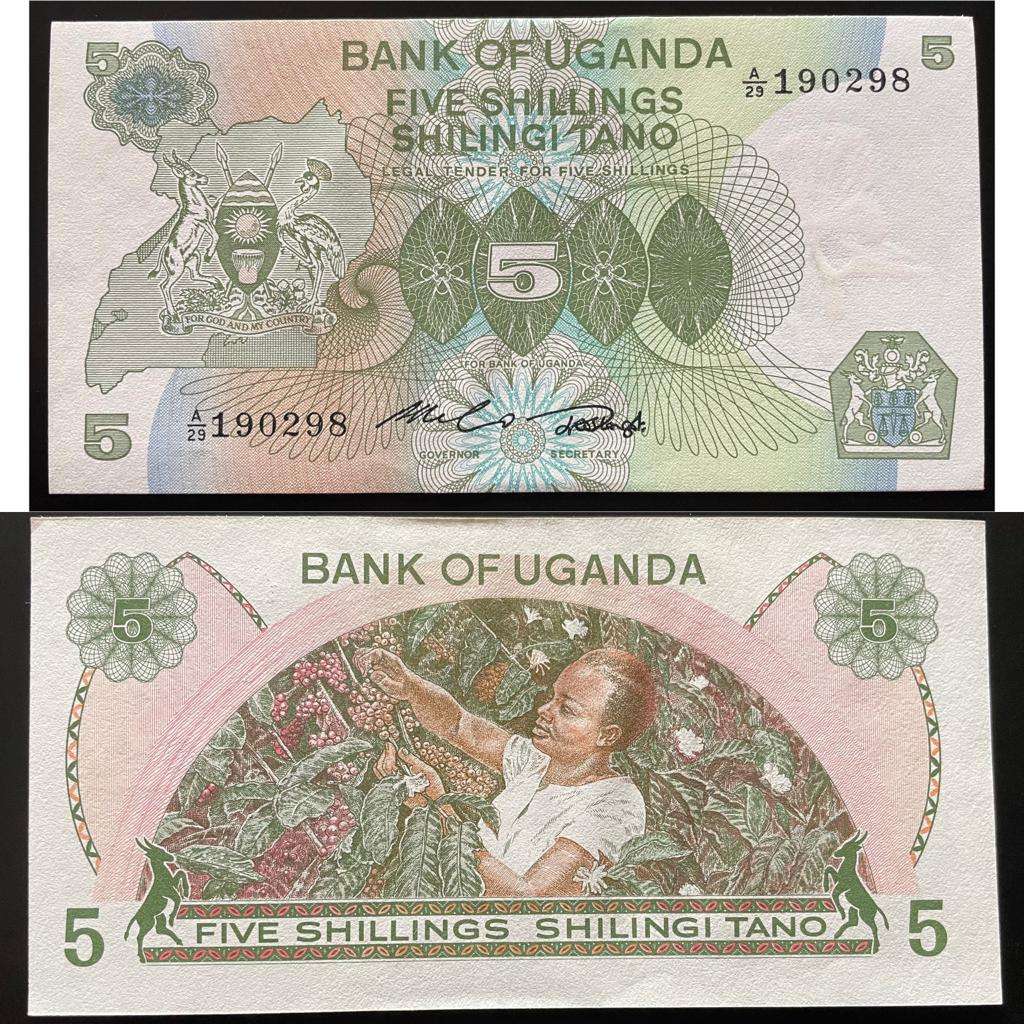 5
BANK OF UGANDA
5
A/29 190298
FIVE SHILLINGS
SHILINGI TANO
LEGAL TENDER FOR FIVE SHILLINGS
5
FOR GOD AND MY COUNTRY
FOR BANK OF UGANDA
5
A/29 190298
GOVERNOR SECRETARY
BANK OF UGANDA
5
5
5
FIVE SHILLINGS SHILINGI TANO
5